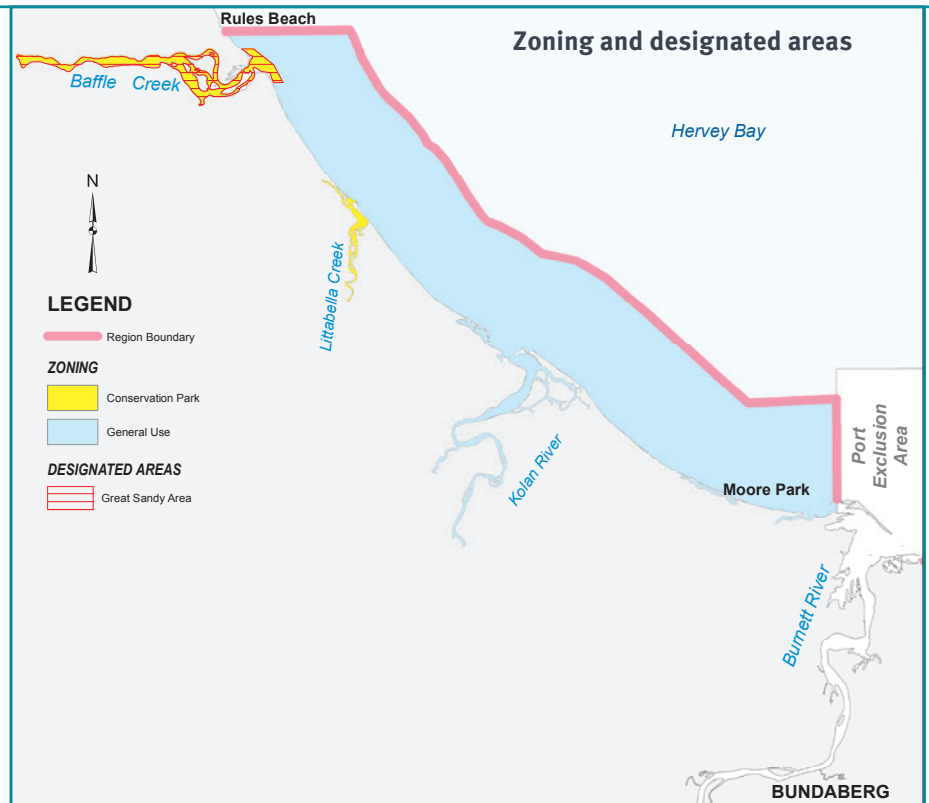 Rules Beach
Zoning and designated areas
Baffle Creek
Hervey Bay
N
Littabella Creek
LEGEND
Region Boundary
ZONING
Conservation Park
General Use
DESIGNATED AREAS
Great Sandy Area
Kolan River
Port
Exclusion
Area
Moore Park
Burnett River
BUNDABERG